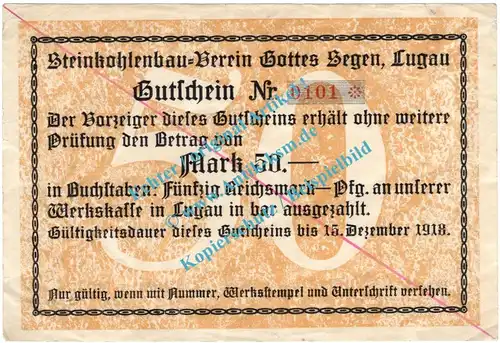 Steinkohlenbau=Verein Gottes Segen, Lugau
Gutschein Nr. 0101 ※
Der Vorzeiger dieses Gutscheins erhält ohne weitere
Prüfung den Betrag von
Mark 50.—
in Buchstaben: Fünfzig Reichsmark— Pfg. an unserer
Werkskasse in Lugau in bar ausgezahlt.
Gültigkeitsdauer dieses Gutscheins bis 15. Dezember 1918.
Nur gültig, wenn mit Nummer, Werksstempel und Unterschrift versehen.
50
Kopierschutz - Beispielbild